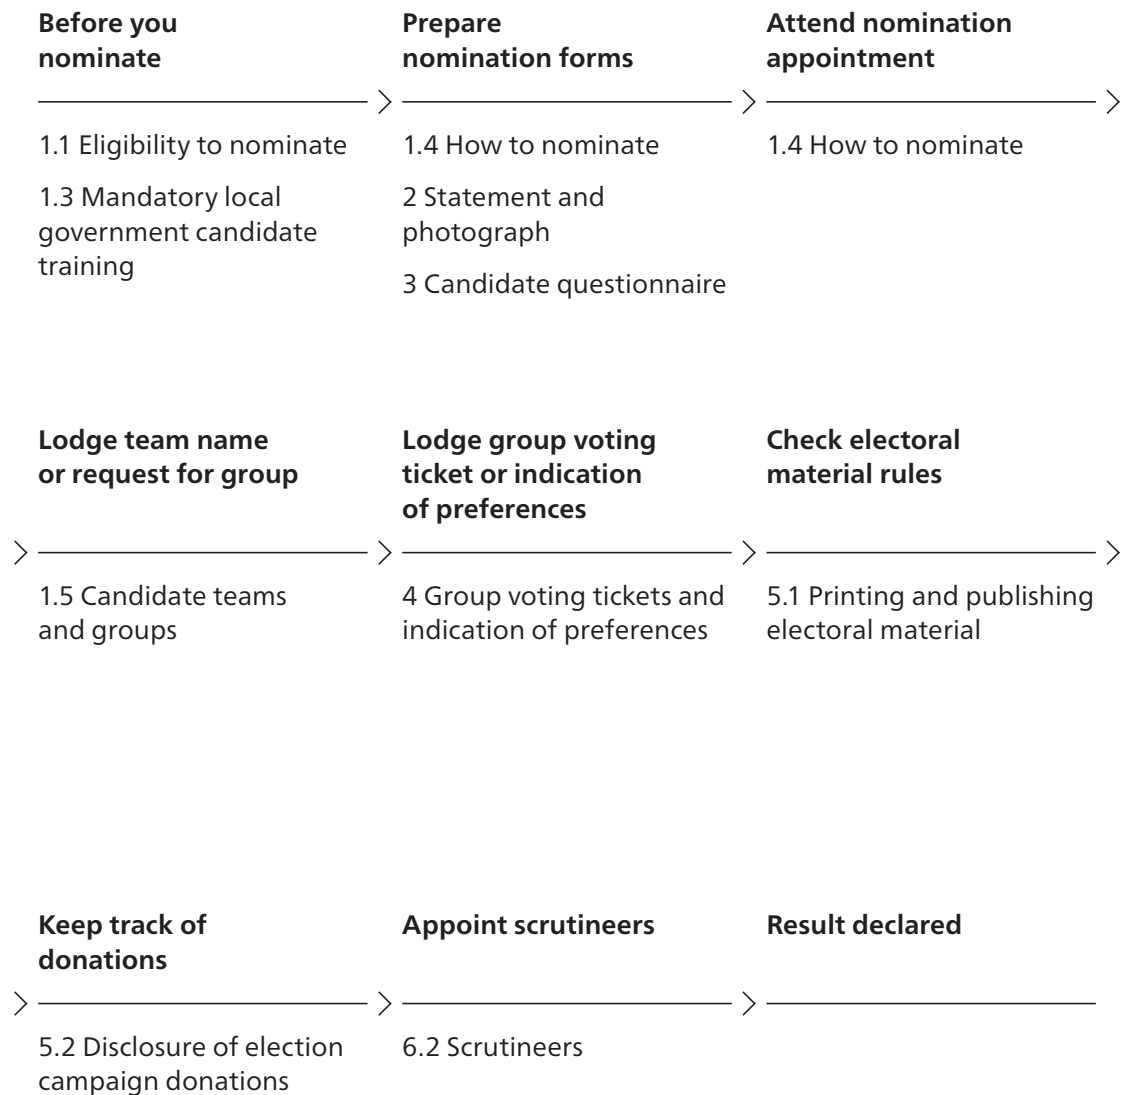 Before you
nominate
1.1 Eligibility to nominate
1.3 Mandatory local
government candidate
training
Prepare
nomination forms
1.4 How to nominate
2 Statement and
photograph
3 Candidate questionnaire
Attend nomination
appointment
1.4 How to nominate
Lodge team name
or request for group
1.5 Candidate teams
and groups
Lodge group voting
ticket or indication
of preferences
4 Group voting tickets and
indication of preferences
Check electoral
material rules
5.1 Printing and publishing
electoral material
Keep track of
donations
5.2 Disclosure of election
campaign donations
Appoint scrutineers
6.2 Scrutineers
Result declared